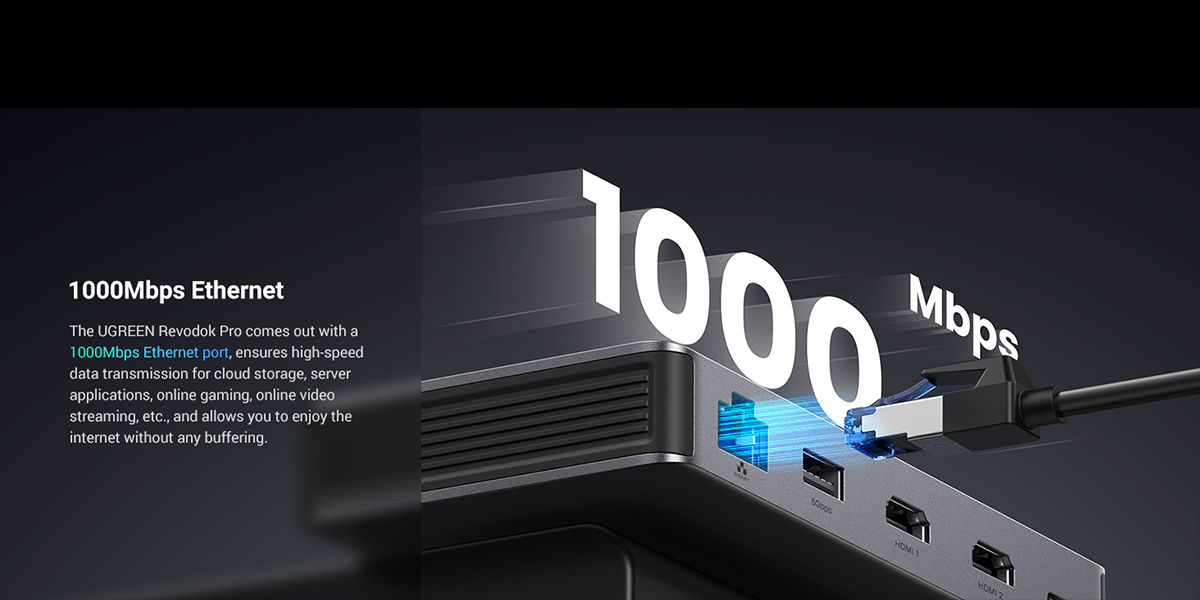 1000Mbps Ethernet
The UGREEN Revodok Pro comes out with a
1000Mbps Ethernet port, ensures high-speed
data transmission for cloud storage, server
applications, online gaming, online video
streaming, etc., and allows you to enjoy the
internet without any buffering.
1000
Mbps
GIGABIT
5Gbps
HDMI 1
HDMI 2